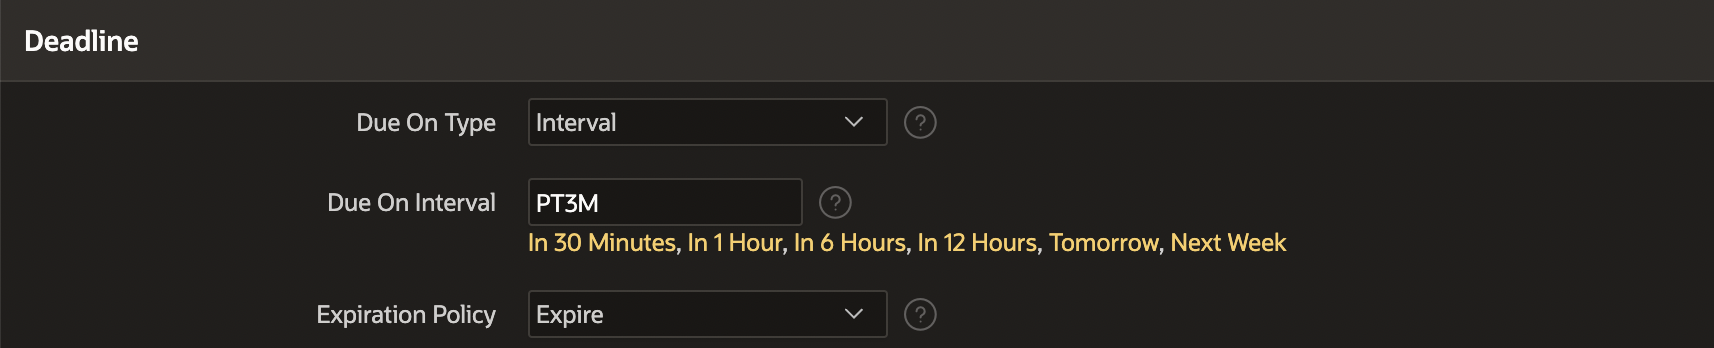 Deadline
Due On Type Interval ?
Due On Interval PT3M ?
In 30 Minutes, In 1 Hour, In 6 Hours, In 12 Hours, Tomorrow, Next Week
Expiration Policy Expire ?